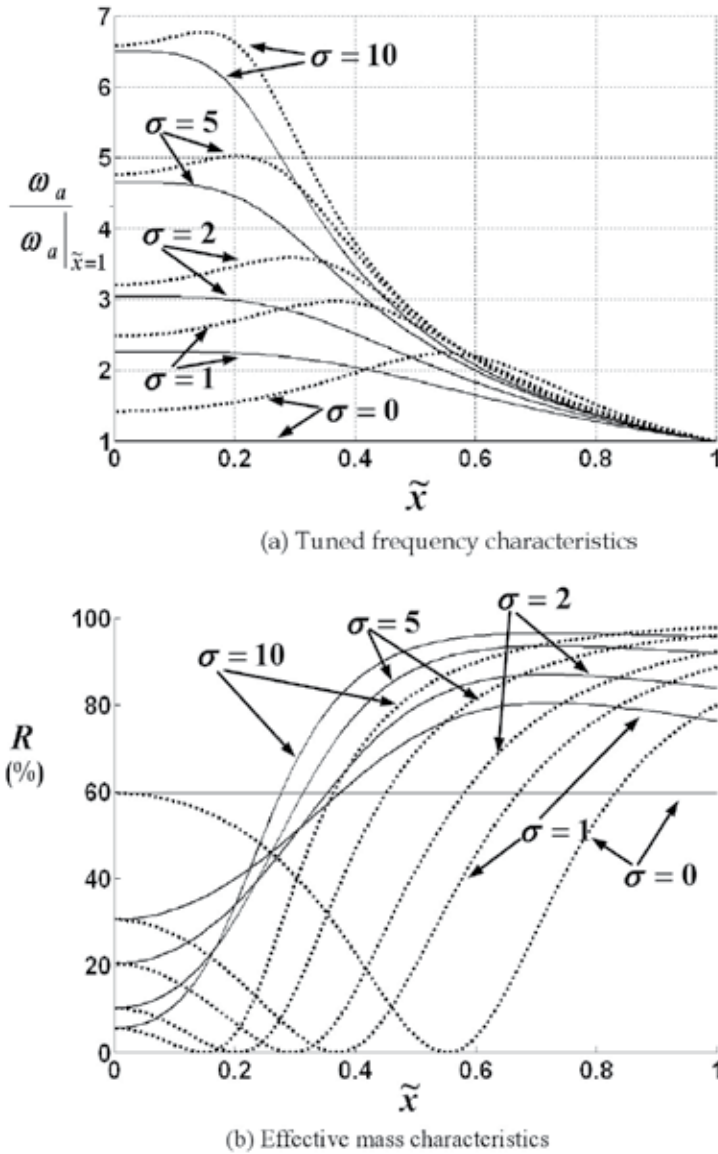 7
6
5
4
3
2
1
ω a
ω a | x̃=1
σ = 10
σ = 5
σ = 2
σ = 1
σ = 0
0 0.2 0.4 0.6 0.8 1
x̃
(a) Tuned frequency characteristics
100
80
60
40
20
0
R
(%)
σ = 2
σ = 5
σ = 10
σ = 1
σ = 0
0 0.2 0.4 0.6 0.8 1
x̃
(b) Effective mass characteristics